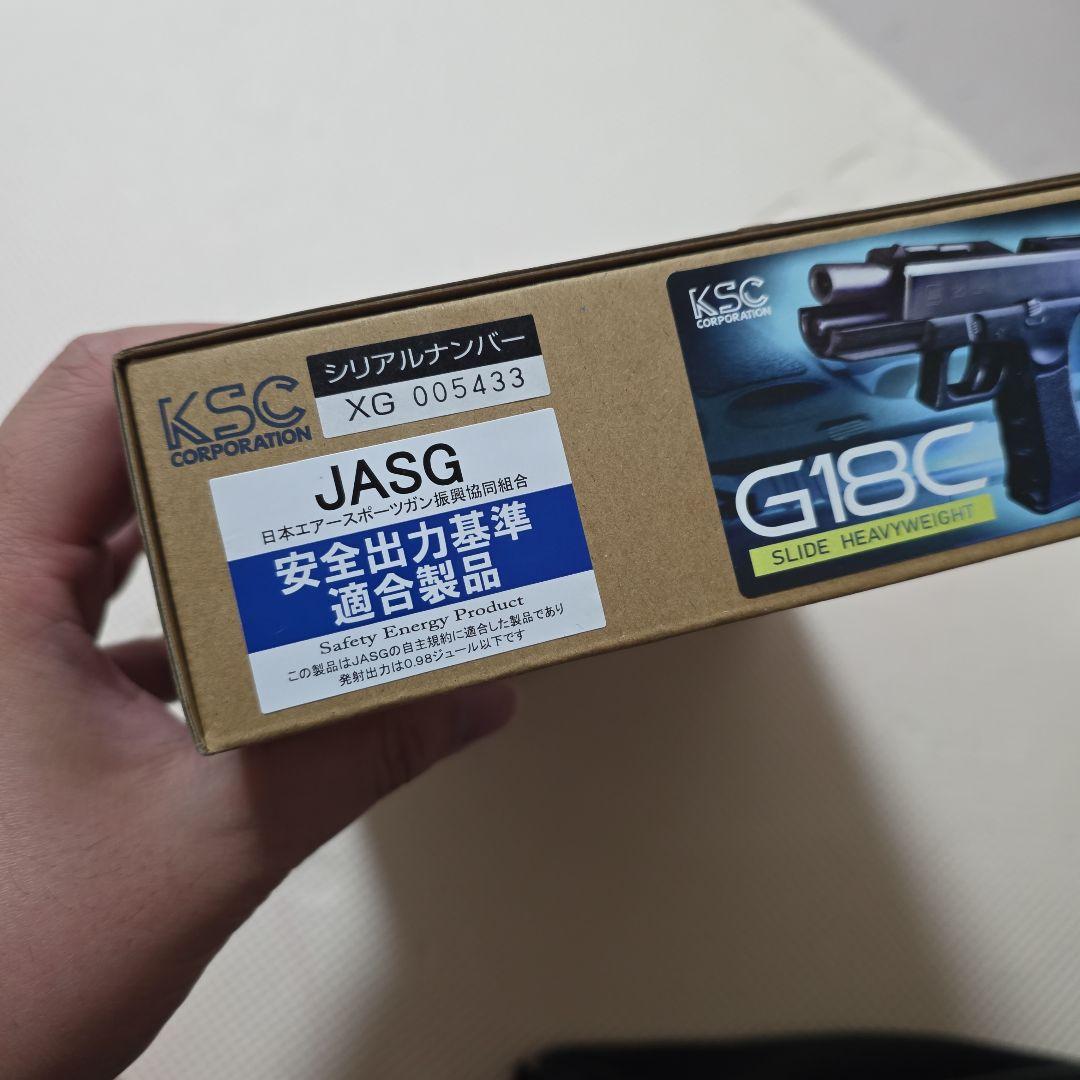 KSC
CORPORATION
シリアルナンバー
XG 005433
JASG
日本エアースポーツガン振興協同組合
安全出力基準
適合製品
Safety Energy Product
この製品はJASGの自主規約に適合した製品であり
発射出力は0.98ジュール以下です
KSC
CORPORATION
G18C
SLIDE HEAVYWEIGHT